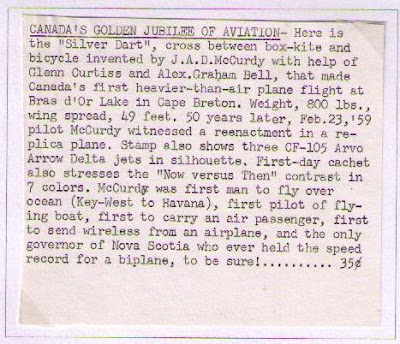 CANADA'S GOLDEN JUBILEE OF AVIATION- Here is
the "Silver Dart", cross between box-kite and
bicycle invented by J.A.D.McCurdy with help of
Glenn Curtiss and Alex.Graham Bell, that made
Canada's first heavier-than-air plane flight at
Bras d'Or Lake in Cape Breton. Weight, 800 lbs.,
wing spread, 49 feet. 50 years later, Feb.23,'59
pilot McCurdy witnessed a reenactment in a re-
plica plane. Stamp also shows three CF-105 Arvo
Arrow Delta jets in silhouette. First-day cachet
also stresses the "Now versus Then" contrast in
7 colors. McCurdy was first man to fly over
ocean (Key-West to Havana), first pilot of fly-
ing boat, first to carry an air passenger, first
to send wireless from an airplane, and the only
governor of Nova Scotia who ever held the speed
record for a biplane, to be sure!.......... 35¢